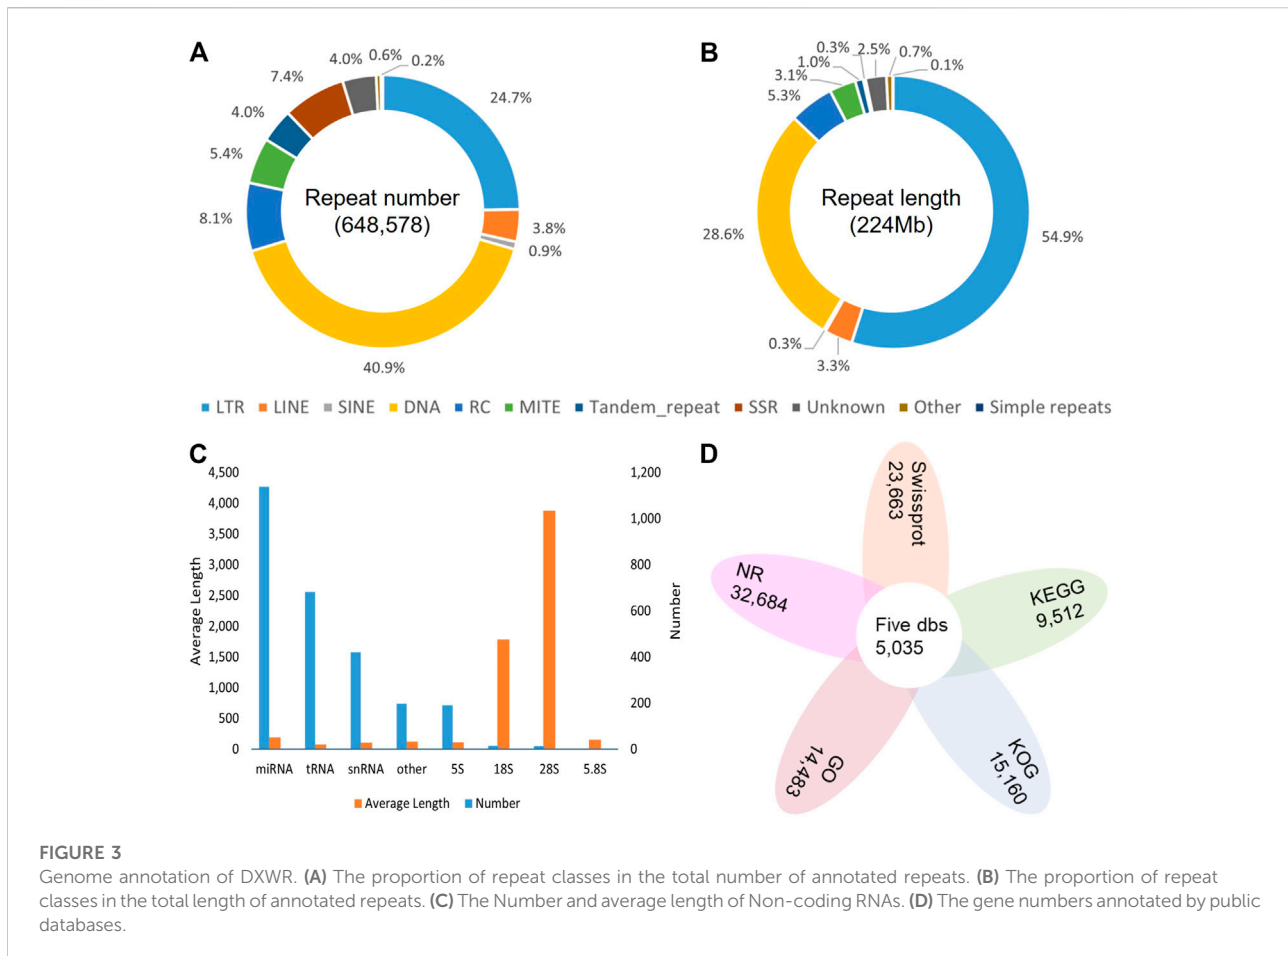 A
4.0%
0.6%
0.2%
7.4%
24.7%
4.0%
5.4%
8.1%
Repeat number
(648,578)
3.8%
0.9%
40.9%
B
0.3%
2.5%
0.7%
1.0%
0.1%
3.1%
5.3%
Repeat length
(224Mb)
28.6%
54.9%
0.3%
3.3%
LTR LINE SINE DNA RC MITE Tandem_repeat SSR Unknown Other Simple repeats
C
4,500
4,000
3,500
3,000
2,500
2,000
1,500
1,000
500
0
Average Length
1,200
1,000
800
600
400
200
0
Number
miRNA tRNA snRNA other 5S 18S 28S 5.8S
Average Length Number
D
Swissprot
23,663
NR
32,684
KEGG
9,512
Five dbs
5,035
GO
14,483
KOG
15,160
FIGURE 3
Genome annotation of DXWR. (A) The proportion of repeat classes in the total number of annotated repeats. (B) The proportion of repeat
classes in the total length of annotated repeats. (C) The Number and average length of Non-coding RNAs. (D) The gene numbers annotated by public
databases.